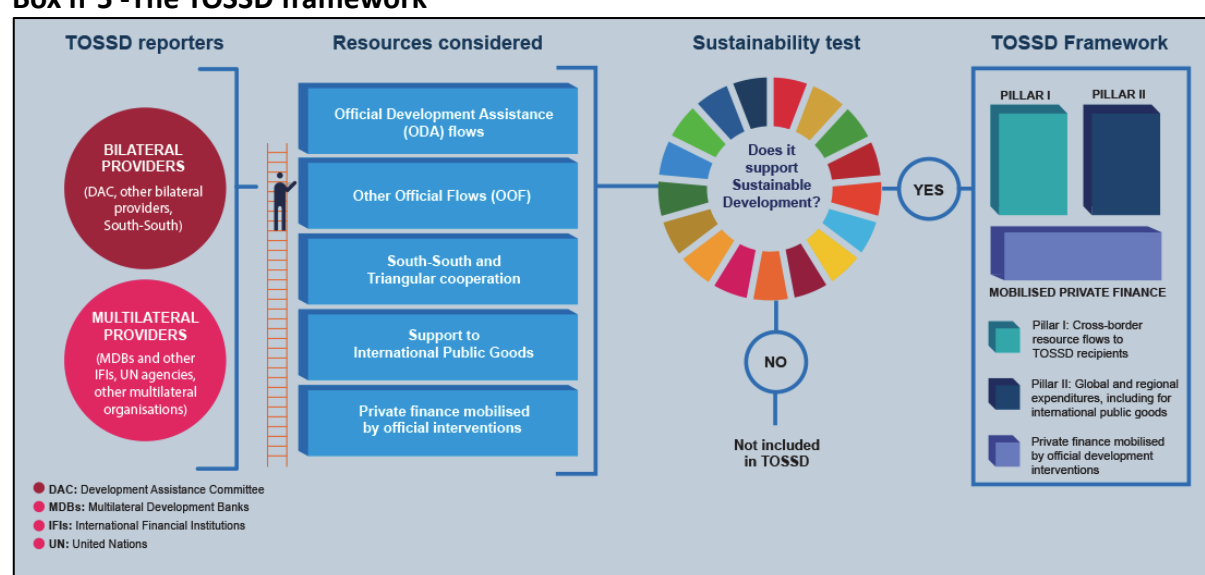 Box n°5 -The TOSSD framework
TOSSD reporters
BILATERAL
PROVIDERS
(DAC, other bilateral
providers,
South-South)
MULTILATERAL
PROVIDERS
(MDBs and other
IFIs, UN agencies,
other multilateral
organisations)
DAC: Development Assistance Committee
MDBs: Multilateral Development Banks
IFIs: International Financial Institutions
UN: United Nations
Resources considered
Official Development Assistance
(ODA) flows
Other Official Flows (OOF)
South-South and
Triangular cooperation
Support to
International Public Goods
Private finance mobilised
by official interventions
Sustainability test
Does it
support
Sustainable
Development?
YES
NO
Not included
in TOSSD
TOSSD Framework
PILLAR I
PILLAR II
MOBILISED PRIVATE FINANCE
Pillar I: Cross-border
resource flows to
TOSSD recipients
Pillar II: Global and regional
expenditures, including for
international public goods
Private finance mobilised
by official development
interventions